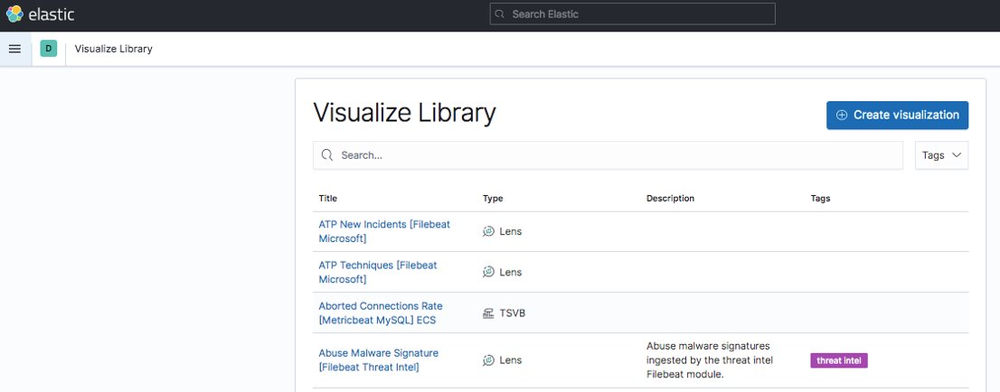 elastic
Search Elastic
D
Visualize Library
Visualize Library
Create visualization
Search...
Tags
Title Type Description Tags
ATP New Incidents [Filebeat
Microsoft]
Lens
ATP Techniques [Filebeat
Microsoft]
Lens
Aborted Connections Rate
[Metricbeat MySQL] ECS
TSVB
Abuse Malware Signature
[Filebeat Threat Intel]
Lens
Abuse malware signatures
ingested by the threat intel
Filebeat module.
threat intel